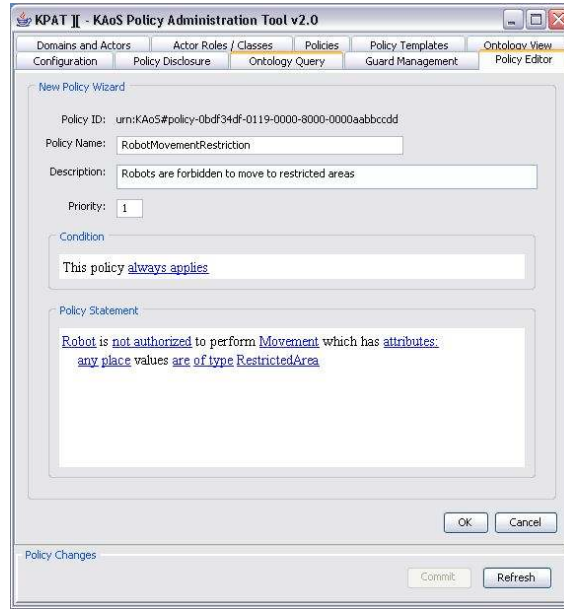 KPAT ][ - KAoS Policy Administration Tool v2.0
Domains and Actors Actor Roles / Classes Policies Policy Templates Ontology View
Configuration Policy Disclosure Ontology Query Guard Management Policy Editor
New Policy Wizard
Policy ID: urn:KAoS#policy-0bdf34df-0119-0000-8000-0000aabbccdd
Policy Name: RobotMovementRestriction
Description: Robots are forbidden to move to restricted areas
Priority: 1
Condition
This policy always applies
Policy Statement
Robot is not authorized to perform Movement which has attributes:
any place values are of type RestrictedArea
OK Cancel
Policy Changes
Commit Refresh